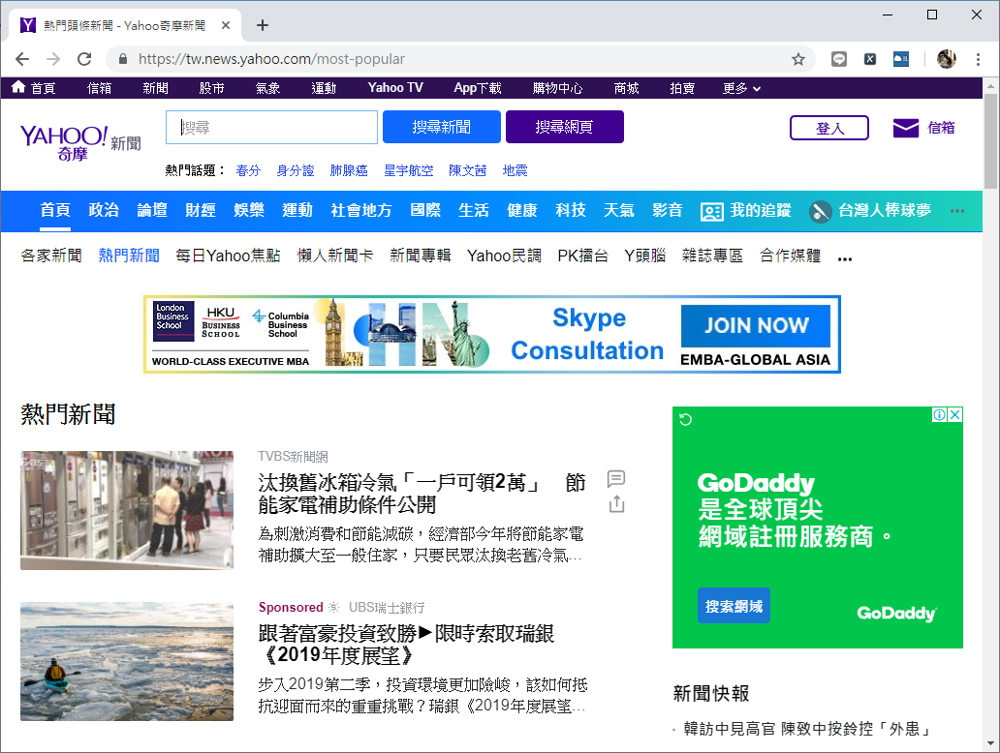 熱門頭條新聞 - Yahoo奇摩新聞
https://tw.news.yahoo.com/most-popular
首頁 信箱 新聞 股市 氣象 運動 Yahoo TV App下載 購物中心 商城 拍賣 更多
YAHOO! 奇摩 新聞
搜尋 搜尋新聞 搜尋網頁 登入 信箱
熱門話題： 春分 身分證 肺腺癌 星宇航空 陳文茜 地震
首頁 政治 論壇 財經 娛樂 運動 社會地方 國際 生活 健康 科技 天氣 影音 我的追蹤 台灣人棒球夢 ...
各家新聞 熱門新聞 每日Yahoo焦點 懶人新聞卡 新聞專輯 Yahoo民調 PK擂台 Y頭腦 雜誌專區 合作媒體 ...
London Business School
HKU BUSINESS SCHOOL
Columbia Business School
WORLD-CLASS EXECUTIVE MBA
LHN
Skype
Consultation
JOIN NOW
EMBA-GLOBAL ASIA
熱門新聞
TVBS
TVBS新聞網
汰換舊冰箱冷氣「一戶可領2萬」 節
能家電補助條件公開
為刺激消費和節能減碳，經濟部今年將節能家電
補助擴大至一般住家，只要民眾汰換老舊冷氣...
Sponsored UBS瑞士銀行
跟著富豪投資致勝►限時索取瑞銀
《2019年度展望》
步入2019第二季，投資環境更加險峻，該如何抵
抗迎面而來的重重挑戰？瑞銀《2019年度展望...
GoDaddy
是全球頂尖
網域註冊服務商。
搜索網域
GoDaddy
新聞快報
· 韓訪中見高官 陳致中按鈴控「外患」